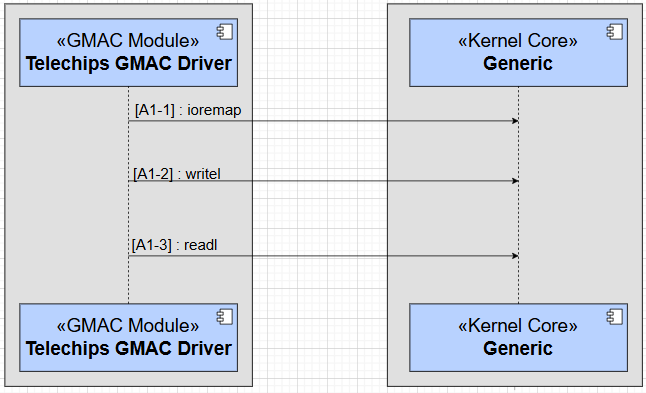 «GMAC Module»
Telechips GMAC Driver
«Kernel Core»
Generic
[A1-1] : ioremap
[A1-2] : writel
[A1-3] : readl
«GMAC Module»
Telechips GMAC Driver
«Kernel Core»
Generic